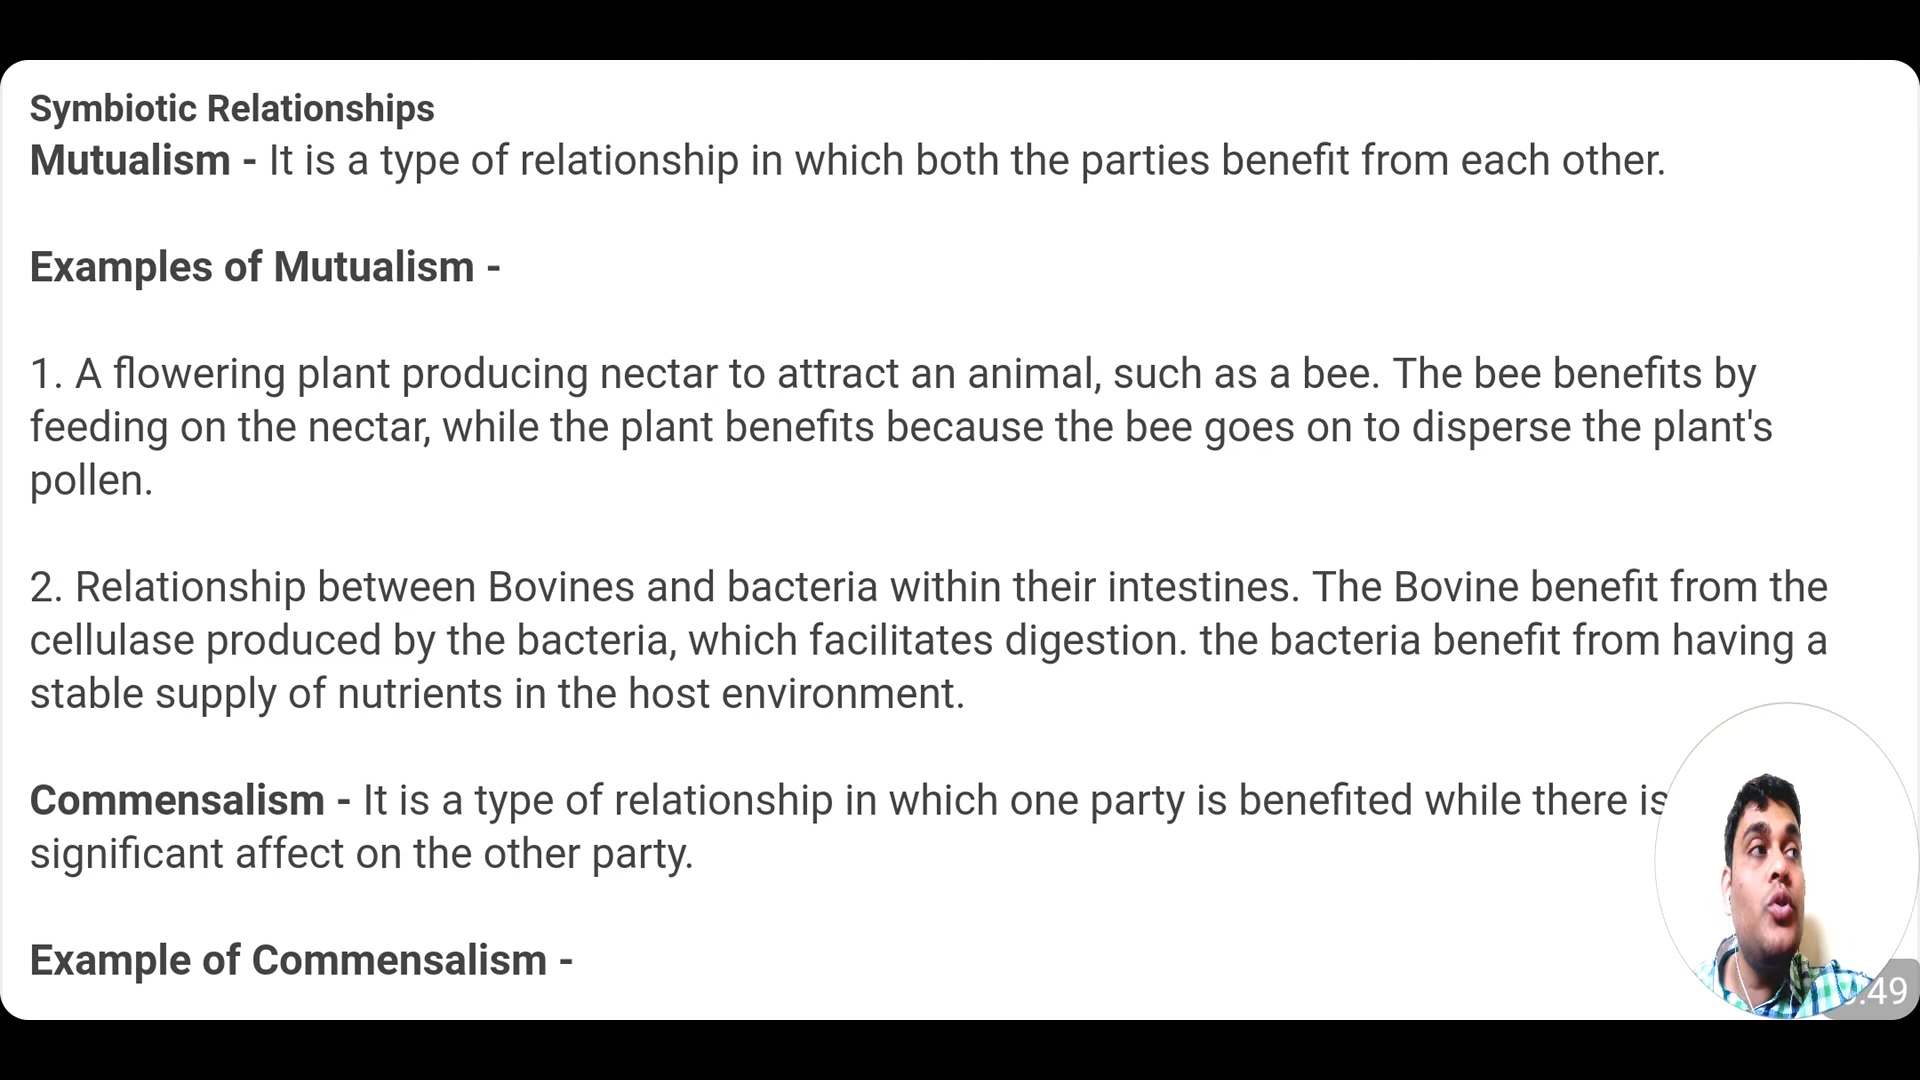 Symbiotic Relationships
Mutualism - It is a type of relationship in which both the parties benefit from each other.
Examples of Mutualism -
1. A flowering plant producing nectar to attract an animal, such as a bee. The bee benefits by
feeding on the nectar, while the plant benefits because the bee goes on to disperse the plant's
pollen.
2. Relationship between Bovines and bacteria within their intestines. The Bovine benefit from the
cellulase produced by the bacteria, which facilitates digestion. the bacteria benefit from having a
stable supply of nutrients in the host environment.
Commensalism - It is a type of relationship in which one party is benefited while there is
significant affect on the other party.
Example of Commensalism -
:49